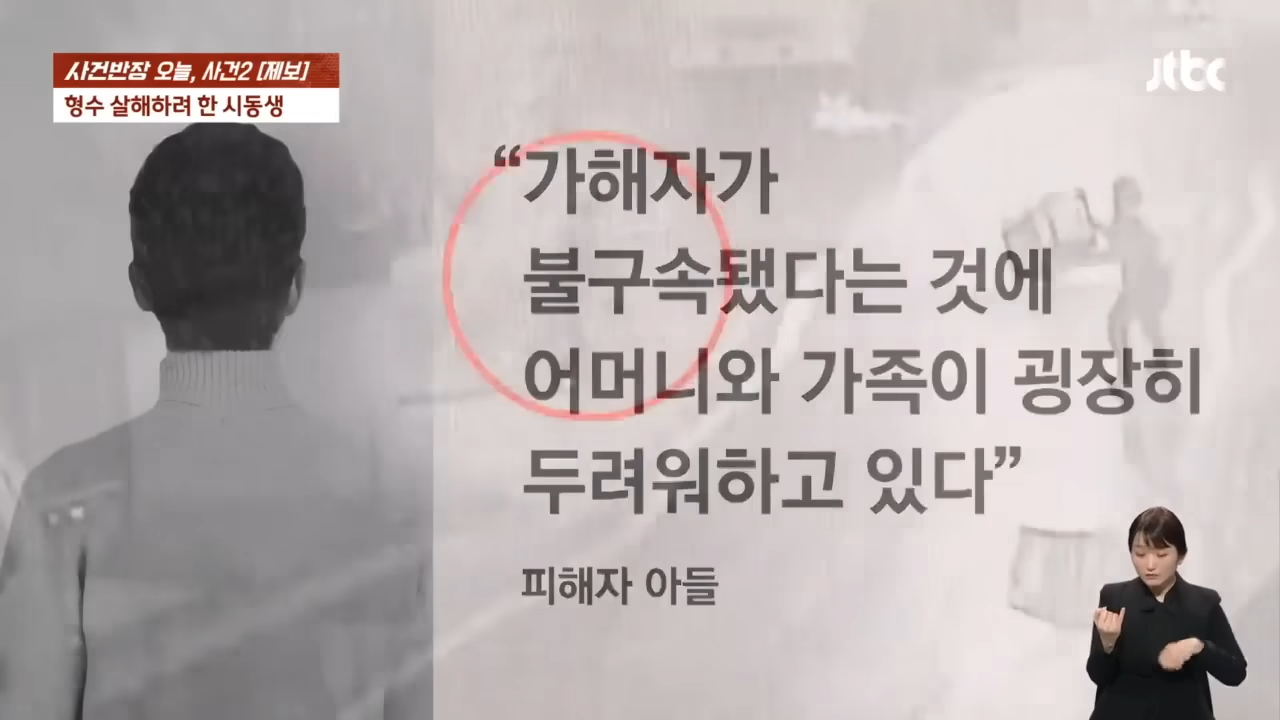 사건반장 오늘, 사건2 [제보]
형수 살해하려 한 시동생
jtbc
“가해자가
불구속됐다는 것에
어머니와 가족이 굉장히
두려워하고 있다”
피해자 아들